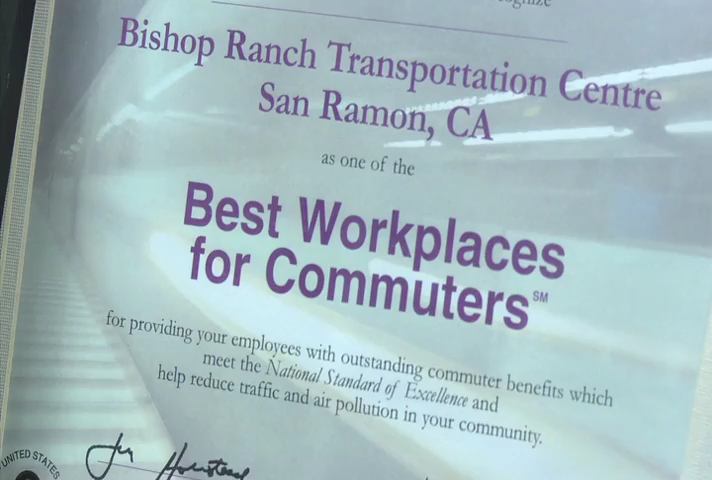 Bishop Ranch Transportation Centre
San Ramon, CA
as one of the
Best Workplaces
for Commuters℠
for providing your employees with outstanding commuter benefits which
meet the National Standard of Excellence and
help reduce traffic and air pollution in your community.
UNITED STATES